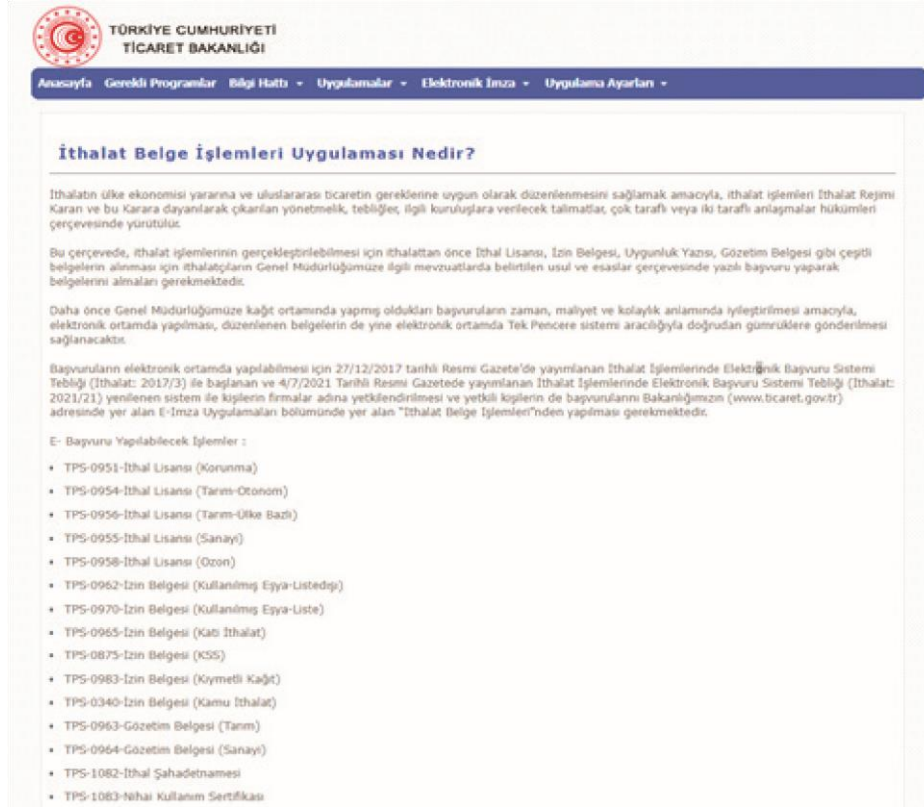 TÜRKİYE CUMHURİYETİ
TİCARET BAKANLIĞI
Anasayfa Gerekli Programlar Bilgi Hattı Uygulamalar Elektronik İmza Uygulama Ayarları
İthalat Belge İşlemleri Uygulaması Nedir?
İthalatın ülke ekonomisi yararına ve uluslararası ticaretin gereklerine uygun olarak düzenlenmesini sağlamak amacıyla, ithalat işlemleri İthalat Rejimi
Kararı ve bu Karara dayanılarak çıkarılan yönetmelik, tebliğler, ilgili kuruluşlara verilecek talimatlar, çok taraflı veya iki taraflı anlaşmalar hükümleri
çerçevesinde yürütülür.
Bu çerçevede, ithalat işlemlerinin gerçekleştirilebilmesi için ithalattan önce İthal Lisansı, İzin Belgesi, Uygunluk Yazısı, Gözetim Belgesi gibi çeşitli
belgelerin alınması için ithalatçıların Genel Müdürlüğümüze ilgili mevzuatlarda belirtilen usul ve esaslar çerçevesinde yazılı başvuru yaparak
belgelerini almaları gerekmektedir.
Daha önce Genel Müdürlüğümüze kağıt ortamında yapmış oldukları başvuruların zaman, maliyet ve kolaylık anlamında iyileştirilmesi amacıyla,
elektronik ortamda yapılması, düzenlenen belgelerin de yine elektronik ortamda Tek Pencere sistemi aracılığıyla doğrudan gümrüklere gönderilmesi
sağlanacaktır.
Başvuruların elektronik ortamda yapılabilmesi için 27/12/2017 tarihli Resmi Gazete'de yayımlanan İthalat İşlemlerinde Elektronik Başvuru Sistemi
Tebliği (İthalat: 2017/3) ile başlanan ve 4/7/2021 Tarihli Resmi Gazetede yayımlanan İthalat İşlemlerinde Elektronik Başvuru Sistemi Tebliği (İthalat:
2021/21) yenilenen sistem ile kişilerin firmalar adına yetkilendirilmesi ve yetkili kişilerin de başvurularını Bakanlığımızın (www.ticaret.gov.tr)
adresinde yer alan E-İmza Uygulamaları bölümünde yer alan "İthalat Belge İşlemleri"nden yapılması gerekmektedir.
E- Başvuru Yapılabilecek İşlemler :
• TPS-0951-İthal Lisansı (Korunma)
• TPS-0954-İthal Lisansı (Tarım-Otonom)
• TPS-0956-İthal Lisansı (Tarım-Ülke Bazlı)
• TPS-0955-İthal Lisansı (Sanayi)
• TPS-0958-İthal Lisansı (Ozon)
• TPS-0962-İzin Belgesi (Kullanılmış Eşya-Listedışı)
• TPS-0970-İzin Belgesi (Kullanılmış Eşya-Liste)
• TPS-0965-İzin Belgesi (Katı İthalat)
• TPS-0875-İzin Belgesi (KSS)
• TPS-0983-İzin Belgesi (Kıymetli Kağıt)
• TPS-0340-İzin Belgesi (Kamu İthalat)
• TPS-0963-Gözetim Belgesi (Tarım)
• TPS-0964-Gözetim Belgesi (Sanayi)
• TPS-1082-İthal Şahadetnamesi
• TPS-1083-Nihai Kullanım Sertifikası